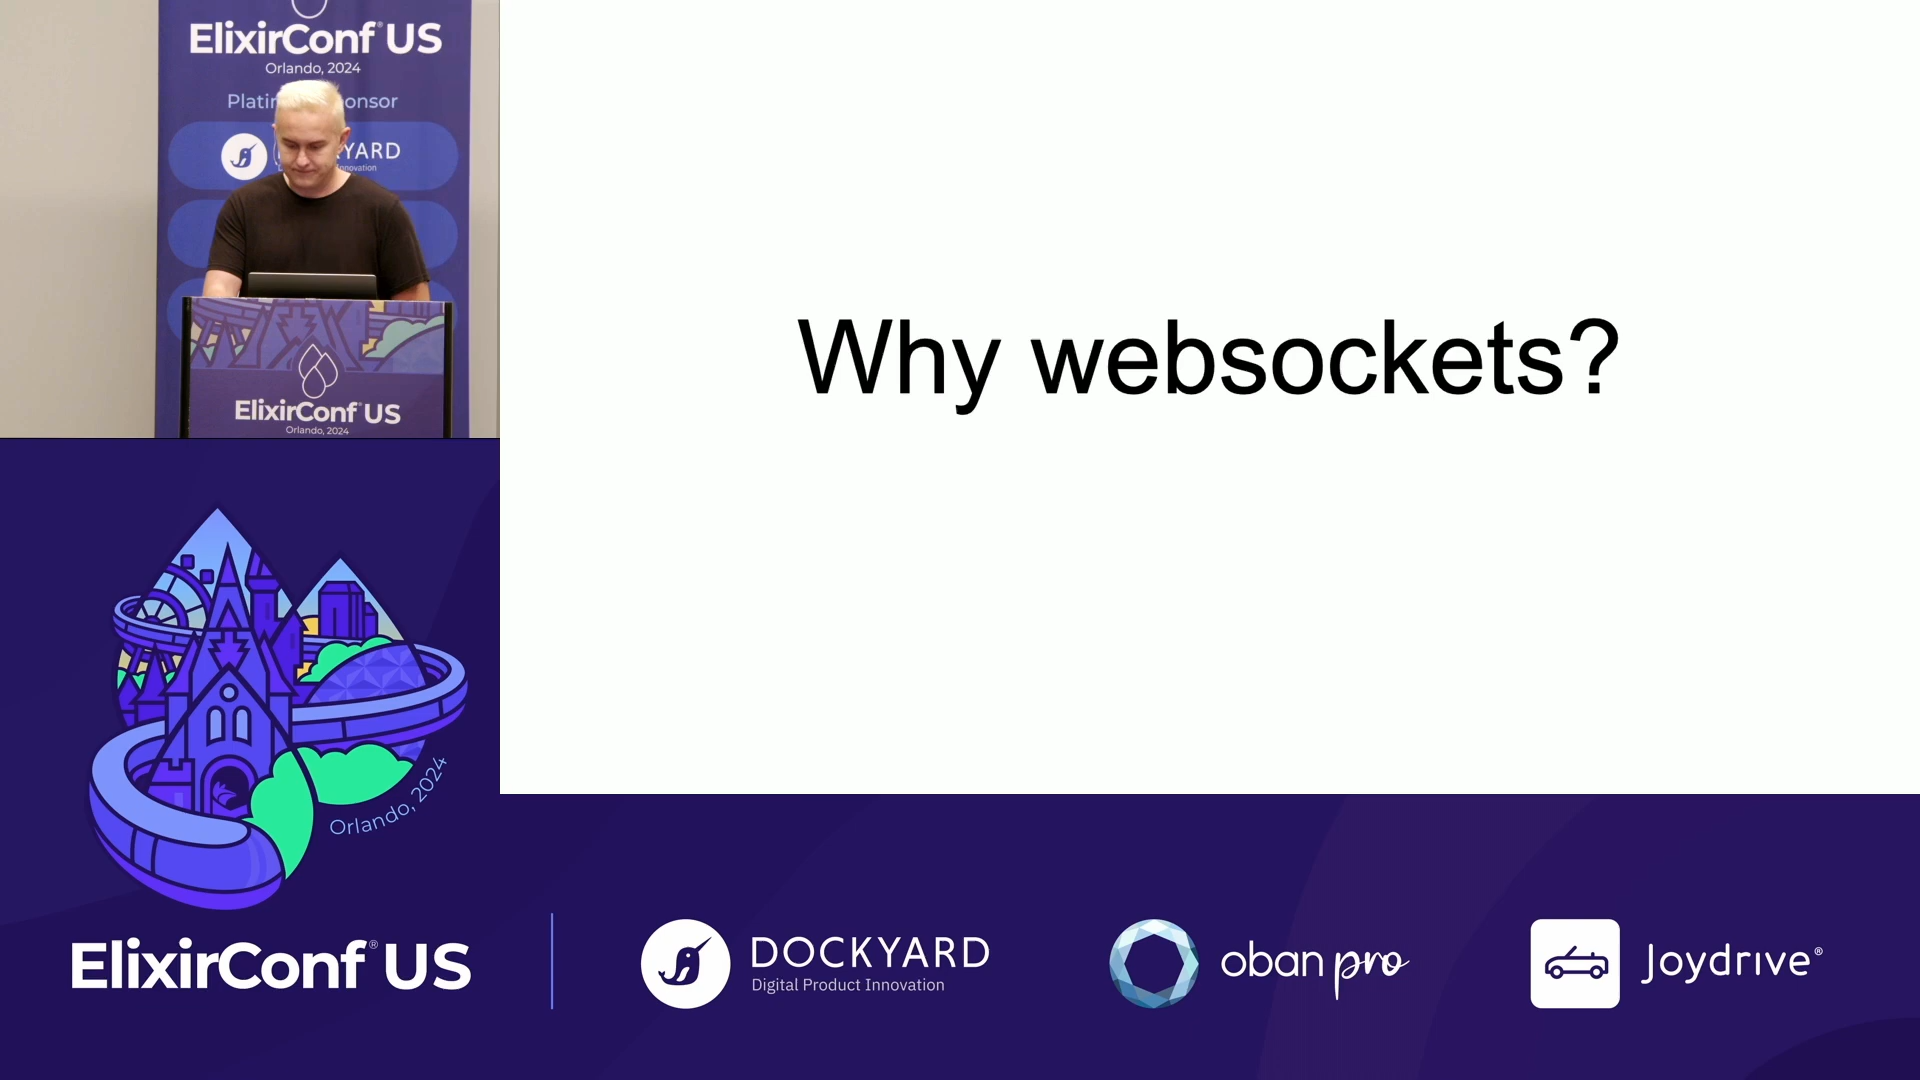 ElixirConf® US
Orlando, 2024
YARD
ElixirConf® US
Orlando, 2024
Why websockets?
Orlando, 2024
ElixirConf® US
DOCKYARD
Digital Product Innovation
oban pro
Joydrive®